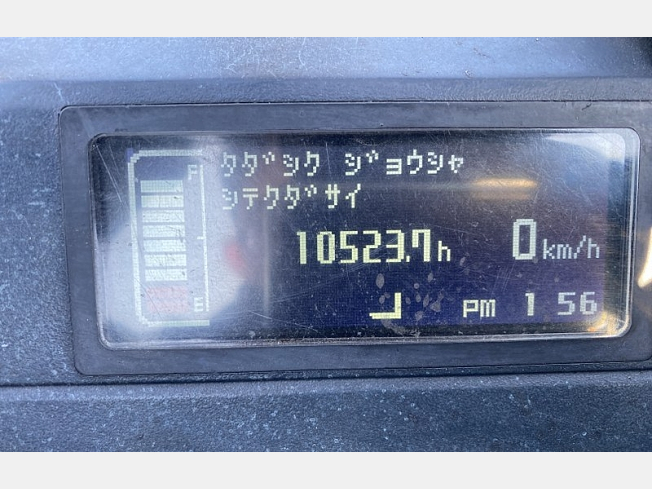 F
タダシク ジョウシャ
シテクダサイ
10523.7h
0km/h
E
PM 1 56